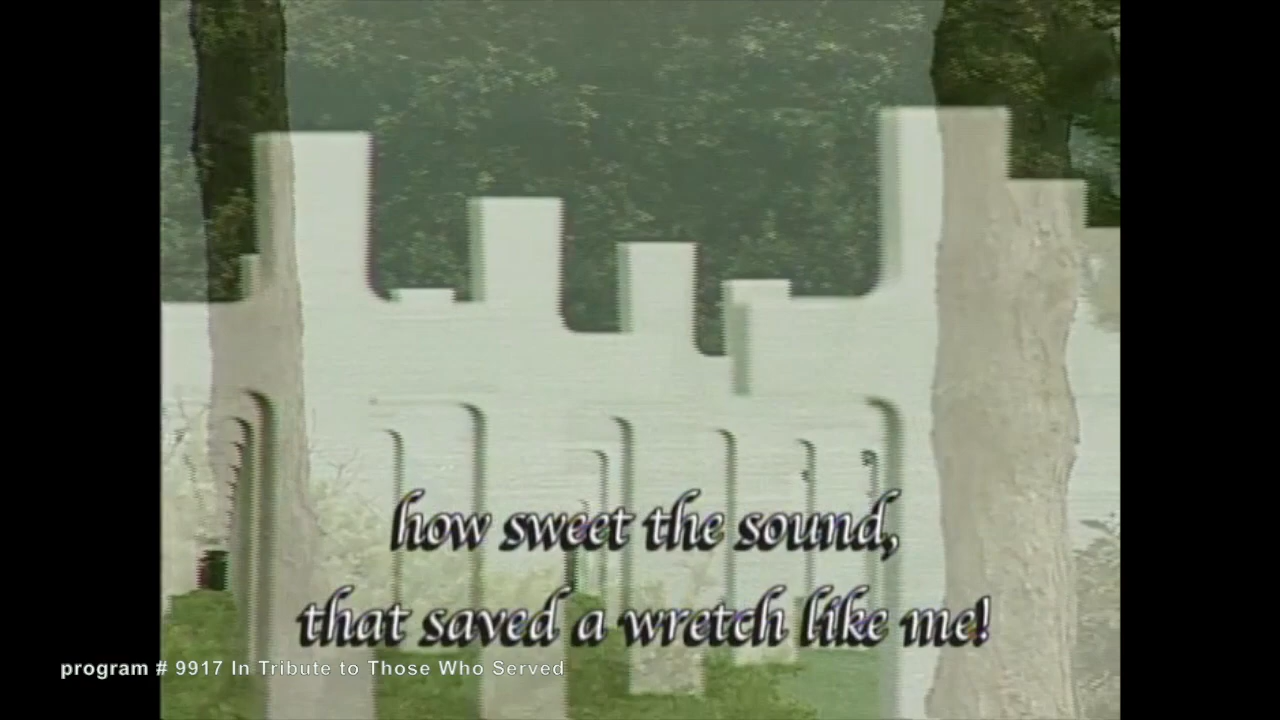 how sweet the sound,
that saved a wretch like me!
program # 9917 In Tribute to Those Who Served